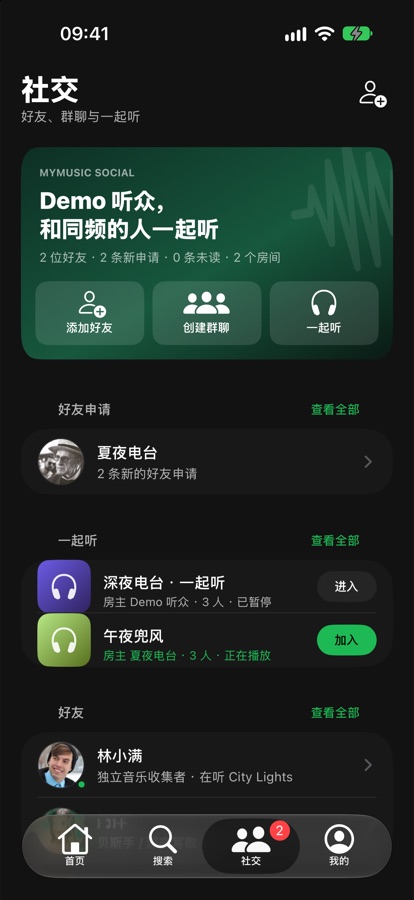 09:41
社交
好友、群聊与一起听
MYMUSIC SOCIAL
Demo 听众，
和同频的人一起听
2 位好友 · 2 条新申请 · 0 条未读 · 2 个房间
添加好友
创建群聊
一起听
好友申请
查看全部
夏夜电台
2 条新的好友申请
一起听
查看全部
深夜电台 · 一起听
房主 Demo 听众 · 3 人 · 已暂停
进入
午夜兜风
房主 夏夜电台 · 3 人 · 正在播放
加入
好友
查看全部
林小满
独立音乐收集者 · 在听 City Lights
贝斯手 /
2
首页
搜索
社交
我的